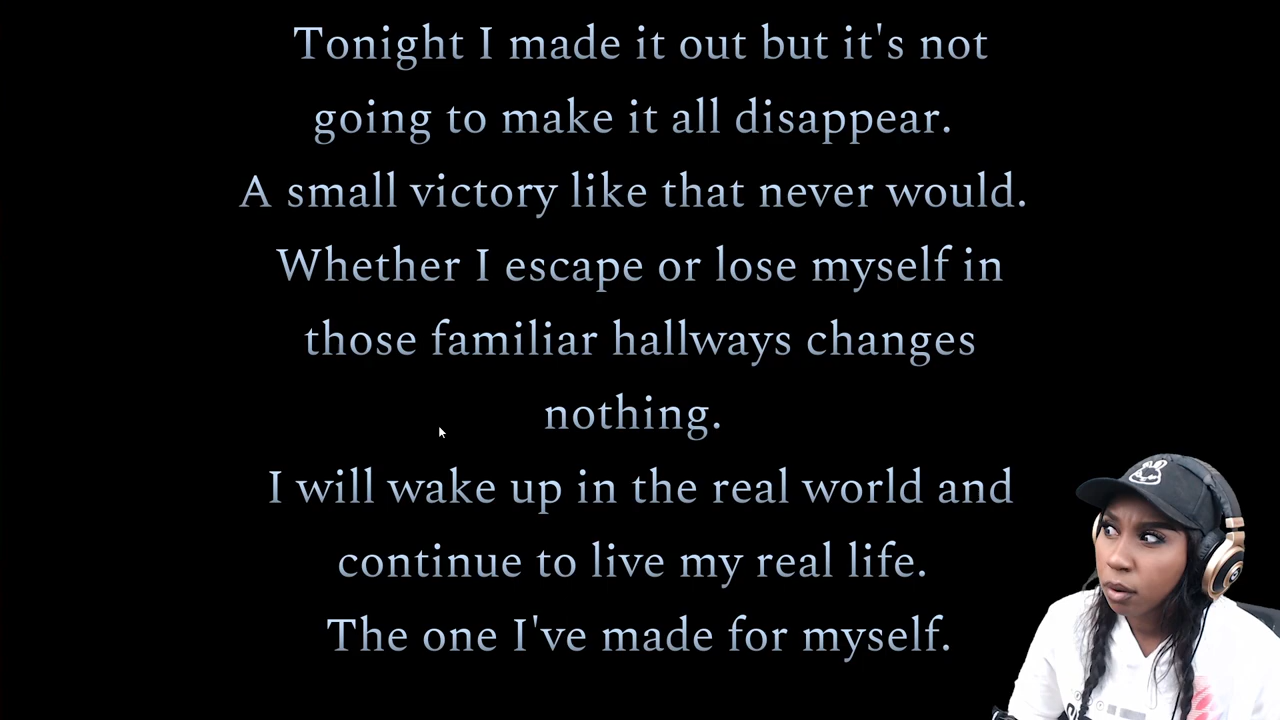 Tonight I made it out but it's not
going to make it all disappear.
A small victory like that never would.
Whether I escape or lose myself in
those familiar hallways changes
nothing.
I will wake up in the real world and
continue to live my real life.
The one I've made for myself.